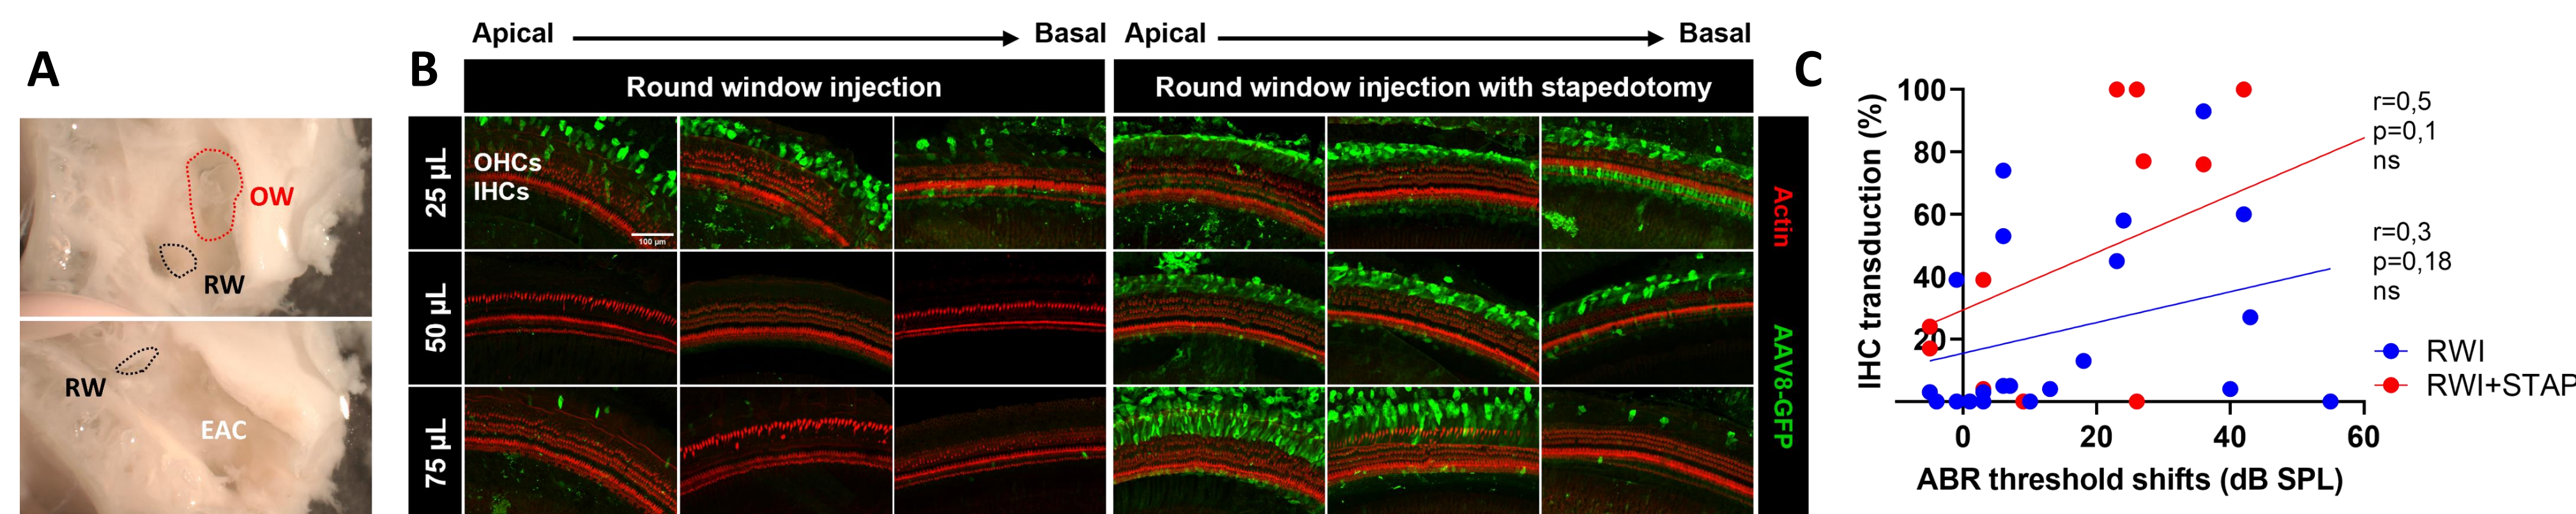 A
OW
RW
RW
EAC
B
Apical
Basal
Apical
Basal
Round window injection
Round window injection with stapedotomy
25 µL
OHCs
IHCs
100 µm
50 µL
75 µL
Actin
AAV8-GFP
C
IHC transduction (%)
100
80
60
40
20
0
20
40
60
ABR threshold shifts (dB SPL)
r=0,5
p=0,1
ns
r=0,3
p=0,18
ns
RWI
RWI+STAP